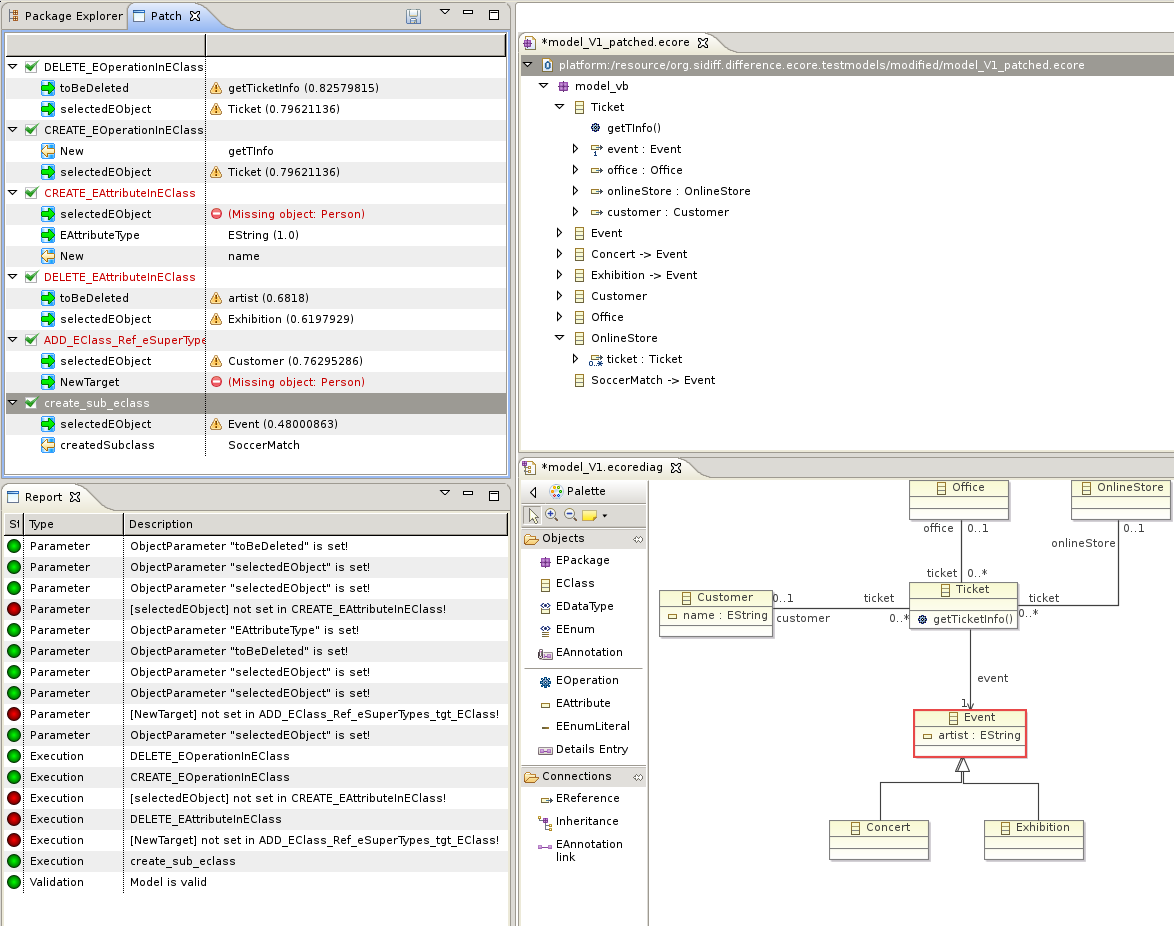 Package Explorer
Patch
DELETE_EOperationInEClass
toBeDeleted getTicketInfo (0.82579815)
selectedEObject Ticket (0.79621136)
CREATE_EOperationInEClass
New getTInfo
selectedEObject Ticket (0.79621136)
CREATE_EAttributeInEClass
selectedEObject (Missing object: Person)
EAttributeType EString (1.0)
New name
DELETE_EAttributeInEClass
toBeDeleted artist (0.6818)
selectedEObject Exhibition (0.6197929)
ADD_EClass_Ref_eSuperType
selectedEObject Customer (0.76295286)
NewTarget (Missing object: Person)
create_sub_eclass
selectedEObject Event (0.48000863)
createdSubclass SoccerMatch
Report
St Type Description
Parameter ObjectParameter "toBeDeleted" is set!
Parameter ObjectParameter "selectedEObject" is set!
Parameter ObjectParameter "selectedEObject" is set!
Parameter [selectedEObject] not set in CREATE_EAttributeInEClass!
Parameter ObjectParameter "EAttributeType" is set!
Parameter ObjectParameter "toBeDeleted" is set!
Parameter ObjectParameter "selectedEObject" is set!
Parameter ObjectParameter "selectedEObject" is set!
Parameter [NewTarget] not set in ADD_EClass_Ref_eSuperTypes_tgt_EClass!
Parameter ObjectParameter "selectedEObject" is set!
Execution DELETE_EOperationInEClass
Execution CREATE_EOperationInEClass
Execution [selectedEObject] not set in CREATE_EAttributeInEClass!
Execution DELETE_EAttributeInEClass
Execution [NewTarget] not set in ADD_EClass_Ref_eSuperTypes_tgt_EClass!
Execution create_sub_eclass
Validation Model is valid
*model_V1_patched.ecore
platform:/resource/org.sidiff.difference.ecore.testmodels/modified/model_V1_patched.ecore
model_vb
Ticket
getTInfo()
1 event : Event
office : Office
onlineStore : OnlineStore
customer : Customer
Event
Concert -> Event
Exhibition -> Event
Customer
Office
OnlineStore
0..* ticket : Ticket
SoccerMatch -> Event
*model_V1.ecorediag
Palette
Objects
EPackage
EClass
EDataType
EEnum
EAnnotation
EOperation
EAttribute
EEnumLiteral
Details Entry
Connections
EReference
Inheritance
EAnnotation
link
Office
OnlineStore
office 0..1
0..1
onlineStore
ticket 0..*
Customer
name : EString
0..1
customer
ticket
0..*
Ticket
getTicketInfo()
ticket
0..*
event
1
Event
artist : EString
Concert
Exhibition